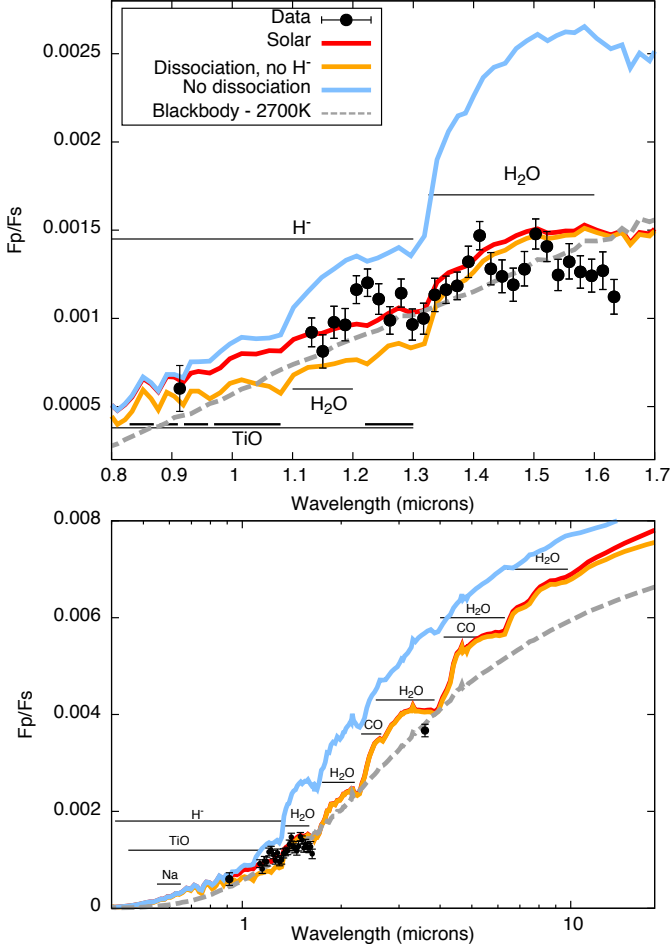 Data
Solar
Dissociation, no H-
No dissociation
Blackbody - 2700K
0.0025
0.002
0.0015
0.001
0.0005
Fp/Fs
H2O
H-
H2O
TiO
0.8 0.9 1 1.1 1.2 1.3 1.4 1.5 1.6 1.7
Wavelength (microns)
0.008
0.006
0.004
0.002
0
Fp/Fs
H2O
H2O
CO
H2O
CO
H2O
H-
H2O
TiO
Na
1 10
Wavelength (microns)